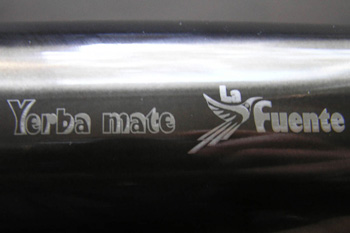 Yerba mate La Fuente